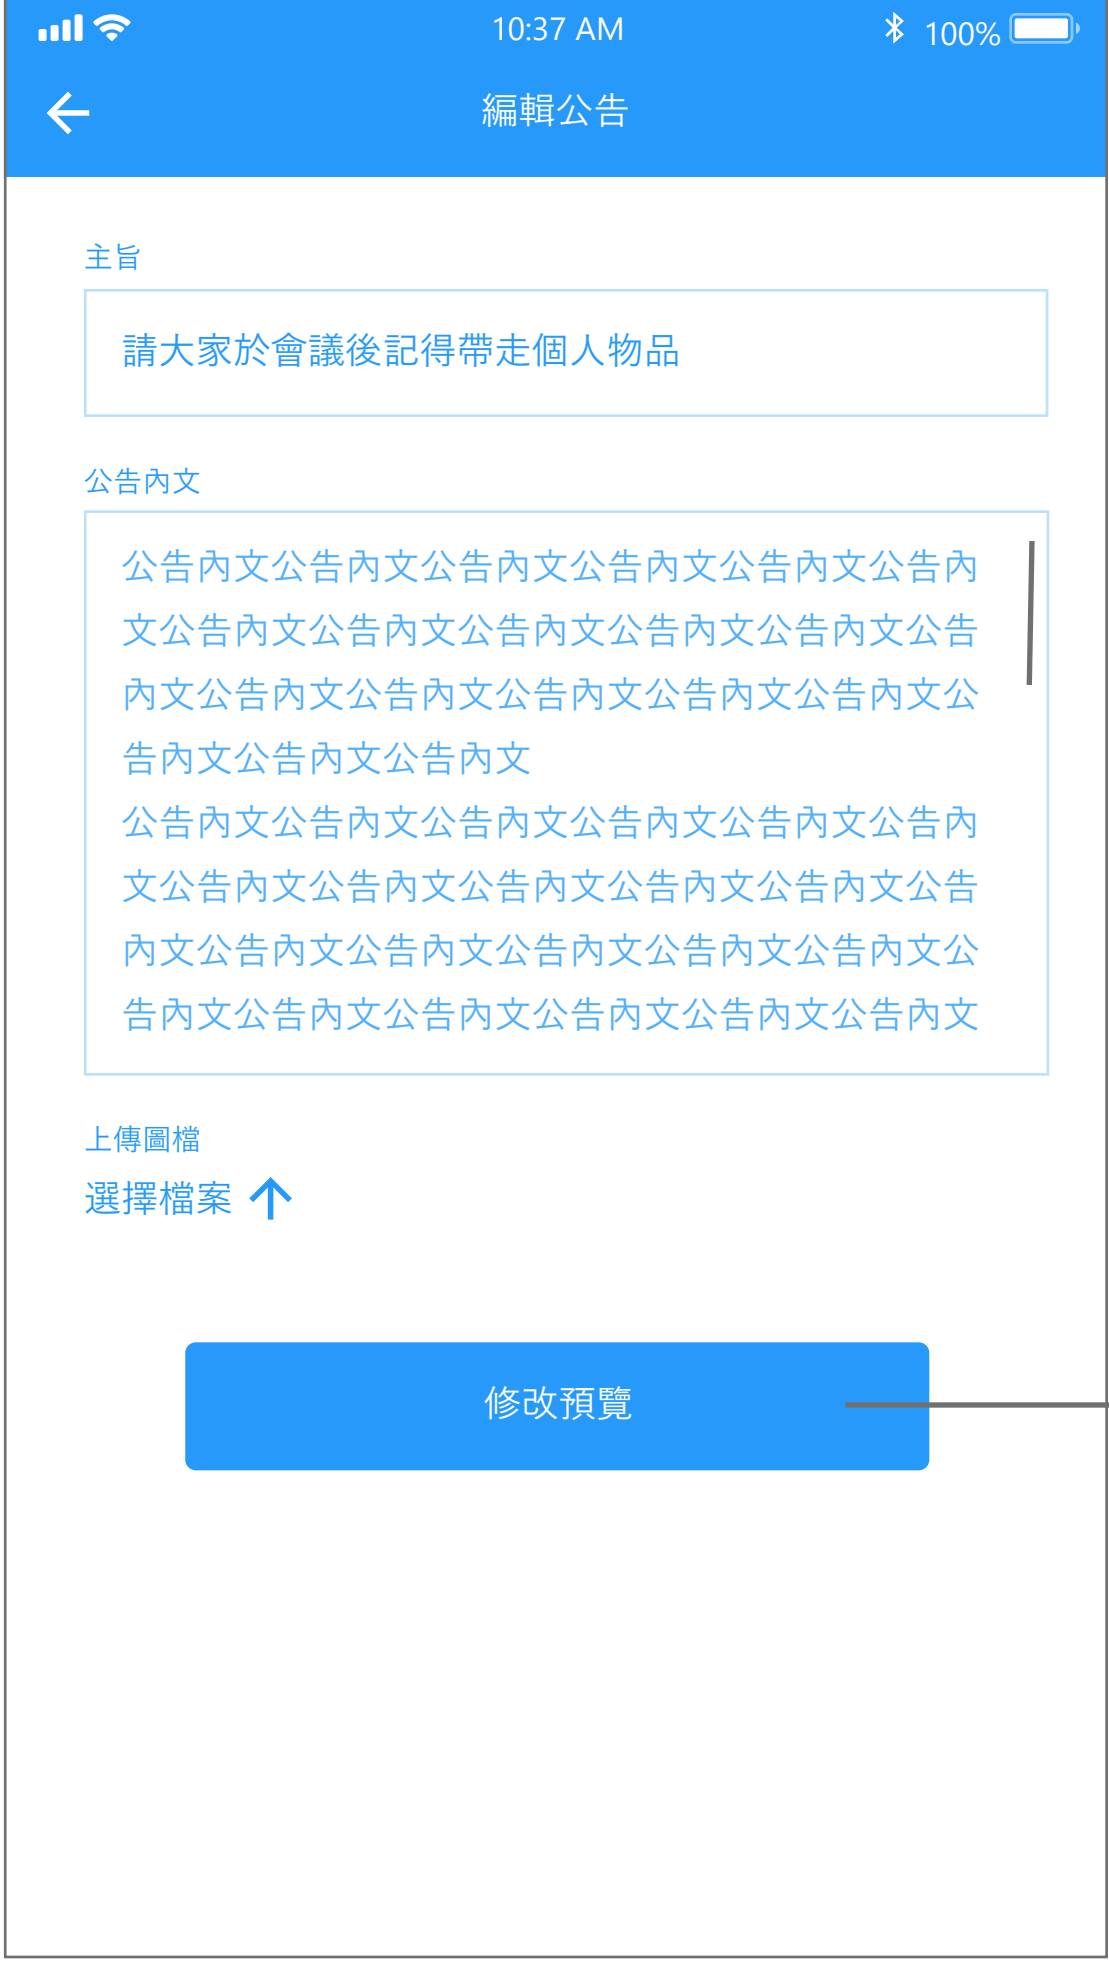 10:37 AM
100%
編輯公告
主旨
請大家於會議後記得帶走個人物品
公告內文
公告內文公告內文公告內文公告內文公告內文公告內
文公告內文公告內文公告內文公告內文公告內文公告
內文公告內文公告內文公告內文公告內文公告內文公
告內文公告內文公告內文
公告內文公告內文公告內文公告內文公告內文公告內
文公告內文公告內文公告內文公告內文公告內文公告
內文公告內文公告內文公告內文公告內文公告內文公
告內文公告內文公告內文公告內文公告內文公告內文
上傳圖檔
選擇檔案
修改預覽